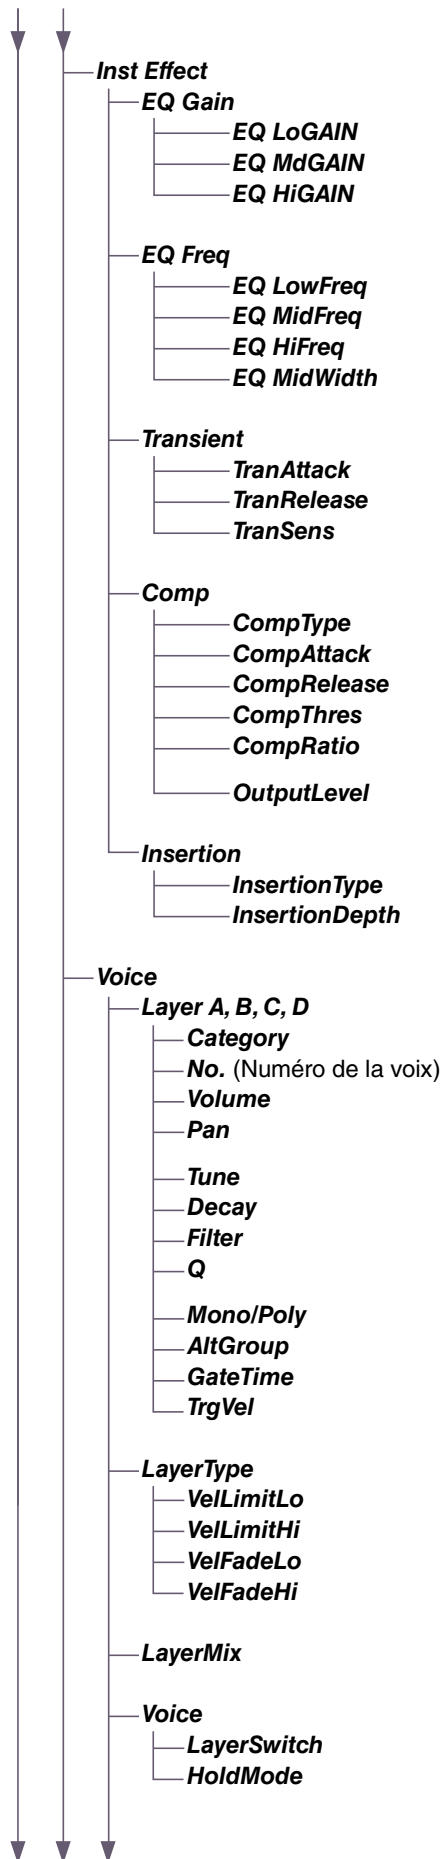 Inst Effect
EQ Gain
EQ LoGAIN
EQ MdGAIN
EQ HiGAIN
EQ Freq
EQ LowFreq
EQ MidFreq
EQ HiFreq
EQ MidWidth
Transient
TranAttack
TranRelease
TranSens
Comp
CompType
CompAttack
CompRelease
CompThres
CompRatio
OutputLevel
Insertion
InsertionType
InsertionDepth
Voice
Layer A, B, C, D
Category
No. (Numéro de la voix)
Volume
Pan
Tune
Decay
Filter
Q
Mono/Poly
AltGroup
GateTime
TrgVel
LayerType
VelLimitLo
VelLimitHi
VelFadeLo
VelFadeHi
LayerMix
Voice
LayerSwitch
HoldMode